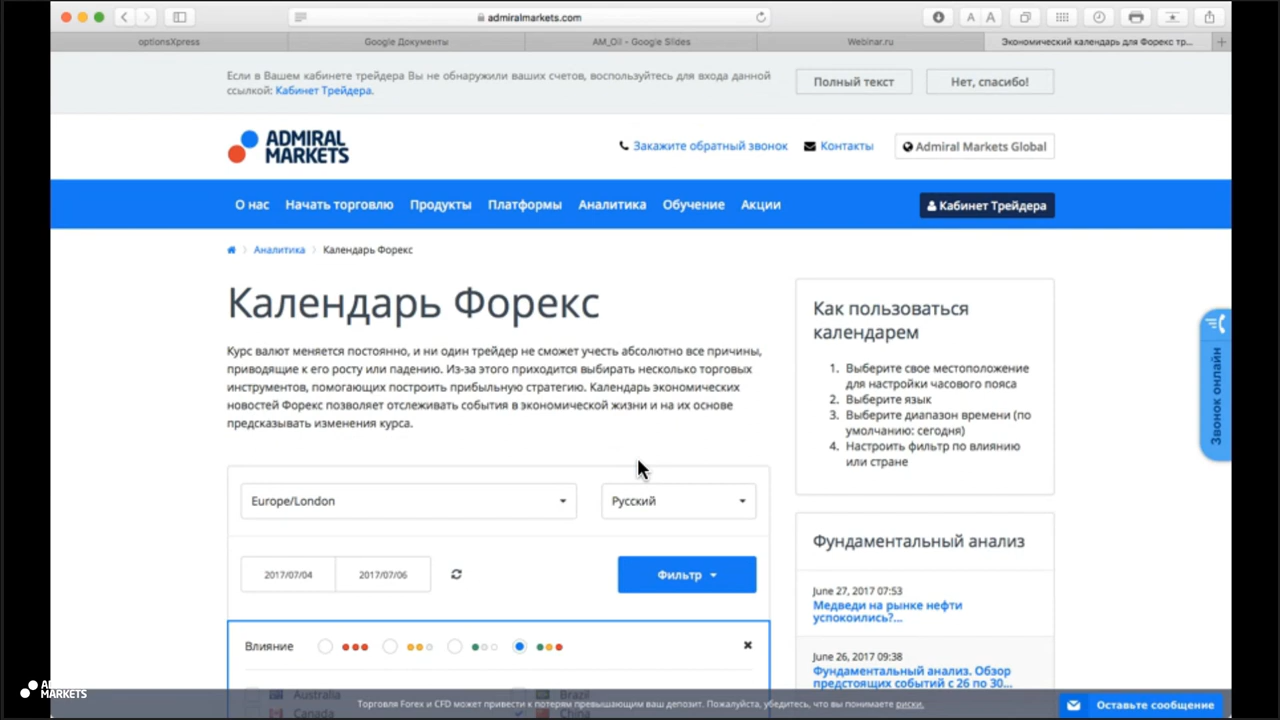 admiralmarkets.com
A A
optionsXpress
Google Документы
AM_Oil - Google Slides
Webinar.ru
Экономический календарь для Форекс тр...
Если в Вашем кабинете трейдера Вы не обнаружили ваших счетов, воспользуйтесь для входа данной
ссылкой: Кабинет Трейдера.
Полный текст
Нет, спасибо!
ADMIRAL
MARKETS
Закажите обратный звонок
Контакты
Admiral Markets Global
О нас
Начать торговлю
Продукты
Платформы
Аналитика
Обучение
Акции
Кабинет Трейдера
Аналитика
Календарь Форекс
Календарь Форекс
Курс валют меняется постоянно, и ни один трейдер не сможет учесть абсолютно все причины,
приводящие к его росту или падению. Из-за этого приходится выбирать несколько торговых
инструментов, помогающих построить прибыльную стратегию. Календарь экономических
новостей Форекс позволяет отслеживать события в экономической жизни и на их основе
предсказывать изменения курса.
Europe/London
Русский
2017/07/04
2017/07/06
Фильтр
Влияние
Australia
Brazil
Canada
China
Как пользоваться
календарем
1. Выберите свое местоположение
для настройки часового пояса
2. Выберите язык
3. Выберите диапазон времени (по
умолчанию: сегодня)
4. Настроить фильтр по влиянию
или стране
Фундаментальный анализ
June 27, 2017 07:53
Медведи на рынке нефти
успокоились?...
June 26, 2017 09:38
Фундаментальный анализ. Обзор
предстоящих событий с 26 по 30...
Звонок онлайн
Торговля Forex и CFD может привести к потерям превышающим ваш депозит. Пожалуйста, убедитесь, что вы понимаете риски.
Оставьте сообщение
MARKETS